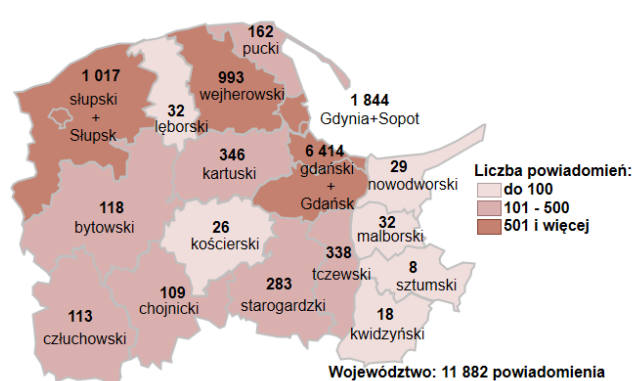 162
pucki
1 017
słupski
+
Słupsk
32
lęborski
993
wejherowski
1 844
Gdynia+Sopot
346
kartuski
6 414
gdański
+
Gdańsk
29
nowodworski
Liczba powiadomień:
do 100
101 - 500
501 i więcej
118
bytowski
26
kościerski
32
malborski
338
tczewski
8
sztumski
113
człuchowski
109
chojnicki
283
starogardzki
18
kwidzyński
Województwo: 11 882 powiadomienia